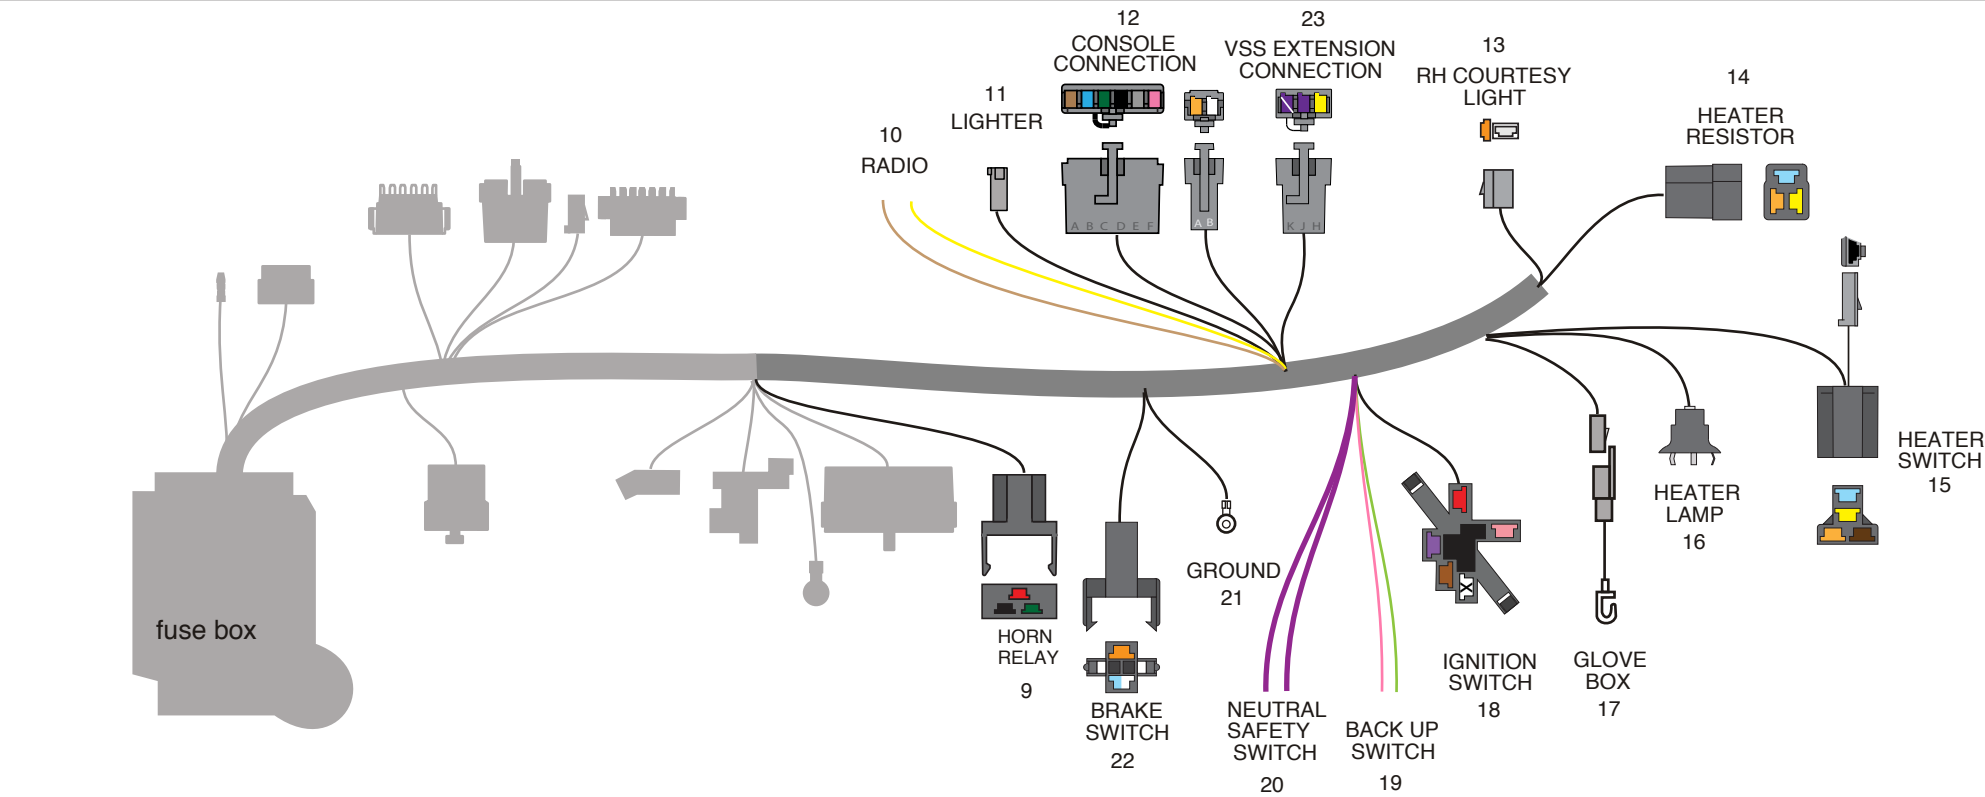 12
CONSOLE
CONNECTION
23
VSS EXTENSION
CONNECTION
13
RH COURTESY
LIGHT
14
HEATER
RESISTOR
11
LIGHTER
10
RADIO
A B C D E F
A B
K J H
HEATER
SWITCH
15
HEATER
LAMP
16
fuse box
HORN
RELAY
9
BRAKE
SWITCH
22
GROUND
21
NEUTRAL
SAFETY
SWITCH
20
BACK UP
SWITCH
19
X
IGNITION
SWITCH
18
GLOVE
BOX
17